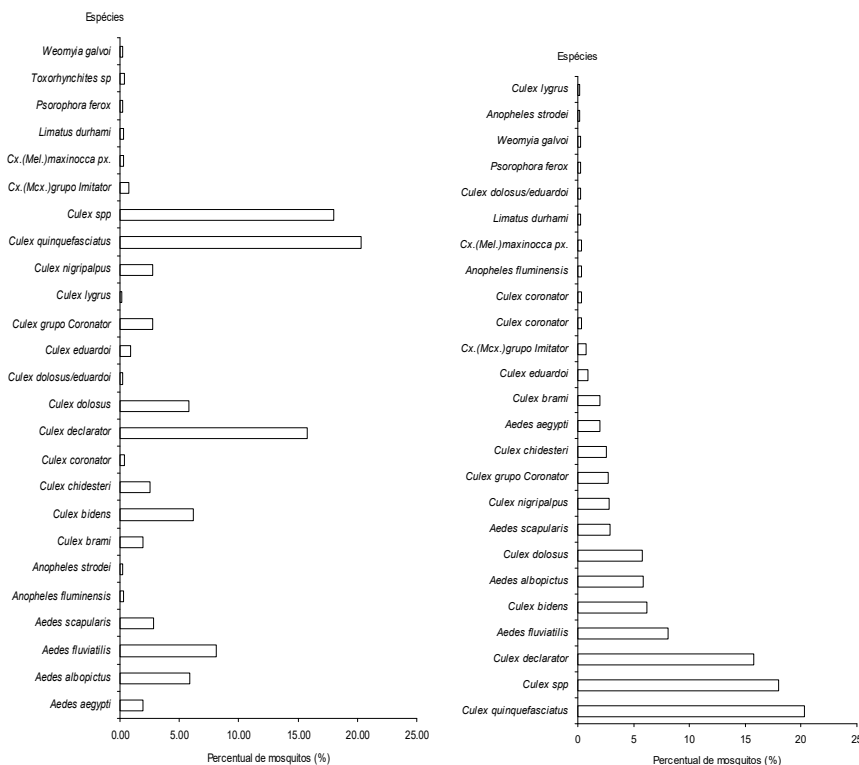 Espécies
Weomyia galvoi
Toxorhynchites sp
Psorophora ferox
Limatus durhami
Cx.(Mel.)maxinocca px.
Cx.(Mcx.)grupo Imitator
Culex spp
Culex quinquefasciatus
Culex nigripalpus
Culex lygrus
Culex grupo Coronator
Culex eduardoi
Culex dolosus/eduardoi
Culex dolosus
Culex declarator
Culex coronator
Culex chidesteri
Culex bidens
Culex brami
Anopheles strodei
Anopheles fluminensis
Aedes scapularis
Aedes fluviatilis
Aedes albopictus
Aedes aegypti
0.00 5.00 10.00 15.00 20.00 25.00
Percentual de mosquitos (%)
Espécies
Culex lygrus
Anopheles strodei
Weomyia galvoi
Psorophora ferox
Culex dolosus/eduardoi
Limatus durhami
Cx.(Mel.)maxinocca px.
Anopheles fluminensis
Culex coronator
Culex coronator
Cx.(Mcx.)grupo Imitator
Culex eduardoi
Culex brami
Aedes aegypti
Culex chidesteri
Culex grupo Coronator
Culex nigripalpus
Aedes scapularis
Culex dolosus
Aedes albopictus
Culex bidens
Aedes fluviatilis
Culex declarator
Culex spp
Culex quinquefasciatus
0 5 10 15 20 25
Percentual de mosquitos (%)